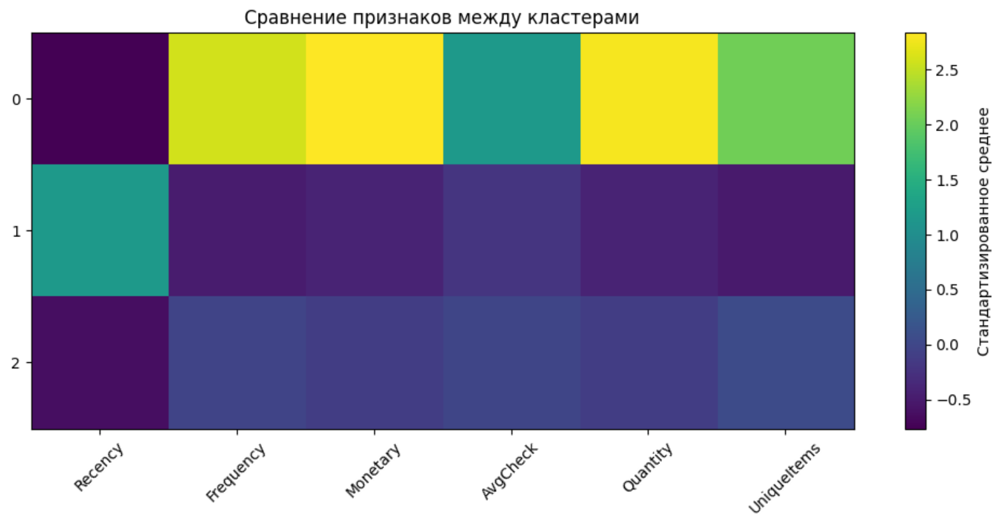 Сравнение признаков между кластерами
0
1
2
Recency
Frequency
Monetary
AvgCheck
Quantity
UniqueItems
2.5
2.0
1.5
1.0
0.5
0.0
−0.5
Стандартизированное среднее